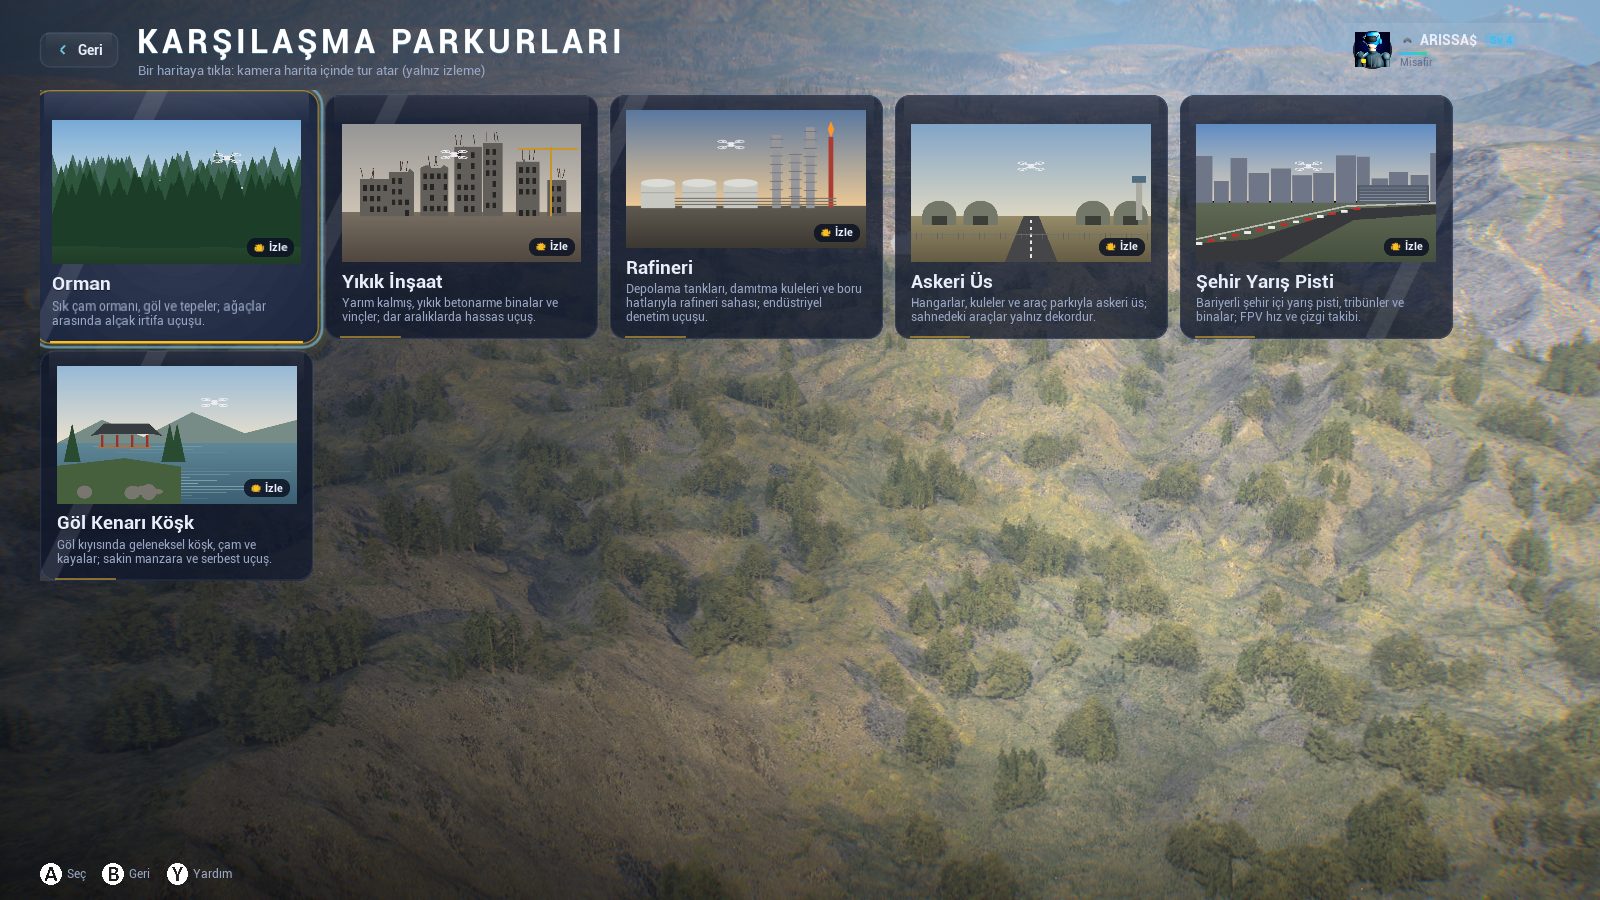 Geri
KARŞILAŞMA PARKURLARI
Bir haritaya tıkla: kamera harita içinde tur atar (yalnız izleme)
ARISSA$
Misafir
İzle
Orman
Sık çam ormanı, göl ve tepeler; ağaçlar
arasında alçak irtifa uçuşu.
İzle
Yıkık İnşaat
Yarım kalmış, yıkık betonarme binalar ve
vinçler; dar aralıklarda hassas uçuş.
İzle
Rafineri
Depolama tankları, damıtma kuleleri ve boru
hatlarıyla rafineri sahası; endüstriyel
denetim uçuşu.
İzle
Askeri Üs
Hangarlar, kuleler ve araç parkıyla askeri üs;
sahnedeki araçlar yalnız dekordur.
İzle
Şehir Yarış Pisti
Bariyerli şehir içi yarış pisti, tribünler ve
binalar; FPV hız ve çizgi takibi.
İzle
Göl Kenarı Köşk
Göl kıyısında geleneksel köşk, çam ve
kayalar; sakin manzara ve serbest uçuş.
A Seç B Geri Y Yardım